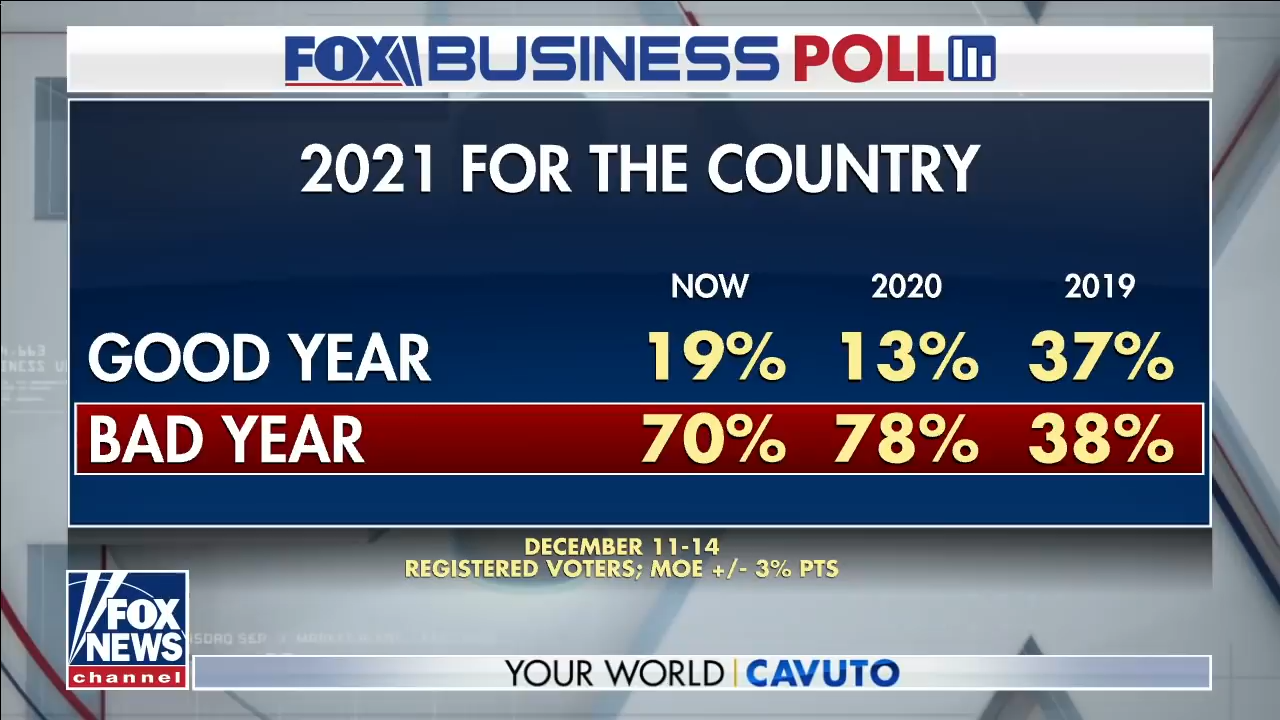 FOX BUSINESS POLL
2021 FOR THE COUNTRY
NOW 2020 2019
GOOD YEAR 19% 13% 37%
BAD YEAR 70% 78% 38%
DECEMBER 11-14
REGISTERED VOTERS; MOE +/- 3% PTS
FOX
NEWS
channel
YOUR WORLD | CAVUTO